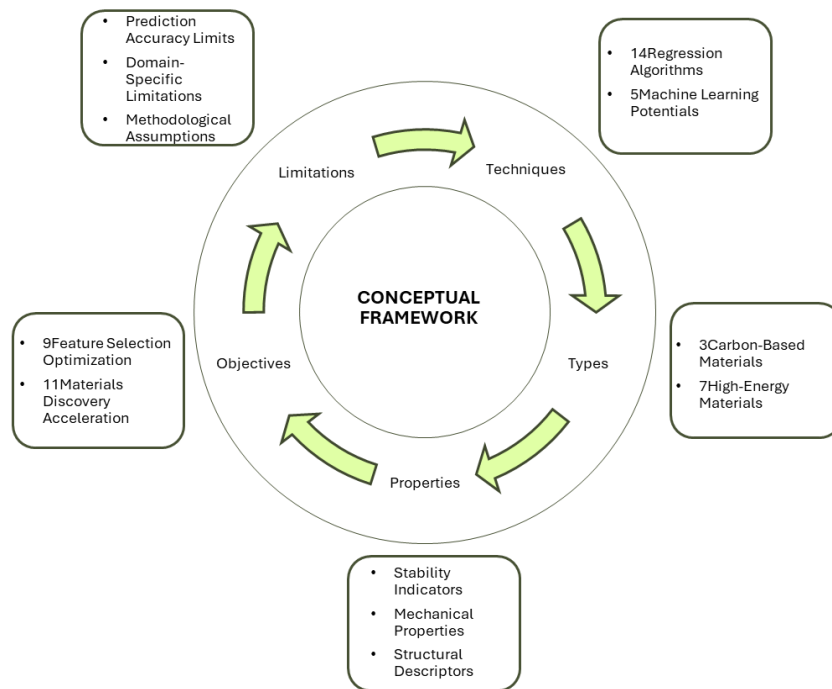 • Prediction
Accuracy Limits
• Domain-
Specific
Limitations
• Methodological
Assumptions
• 14Regression
Algorithms
• 5Machine Learning
Potentials
Limitations
Techniques
CONCEPTUAL
FRAMEWORK
• 9Feature Selection
Optimization
• 11Materials
Discovery
Acceleration
Objectives
Types
• 3Carbon-Based
Materials
• 7High-Energy
Materials
Properties
• Stability
Indicators
• Mechanical
Properties
• Structural
Descriptors